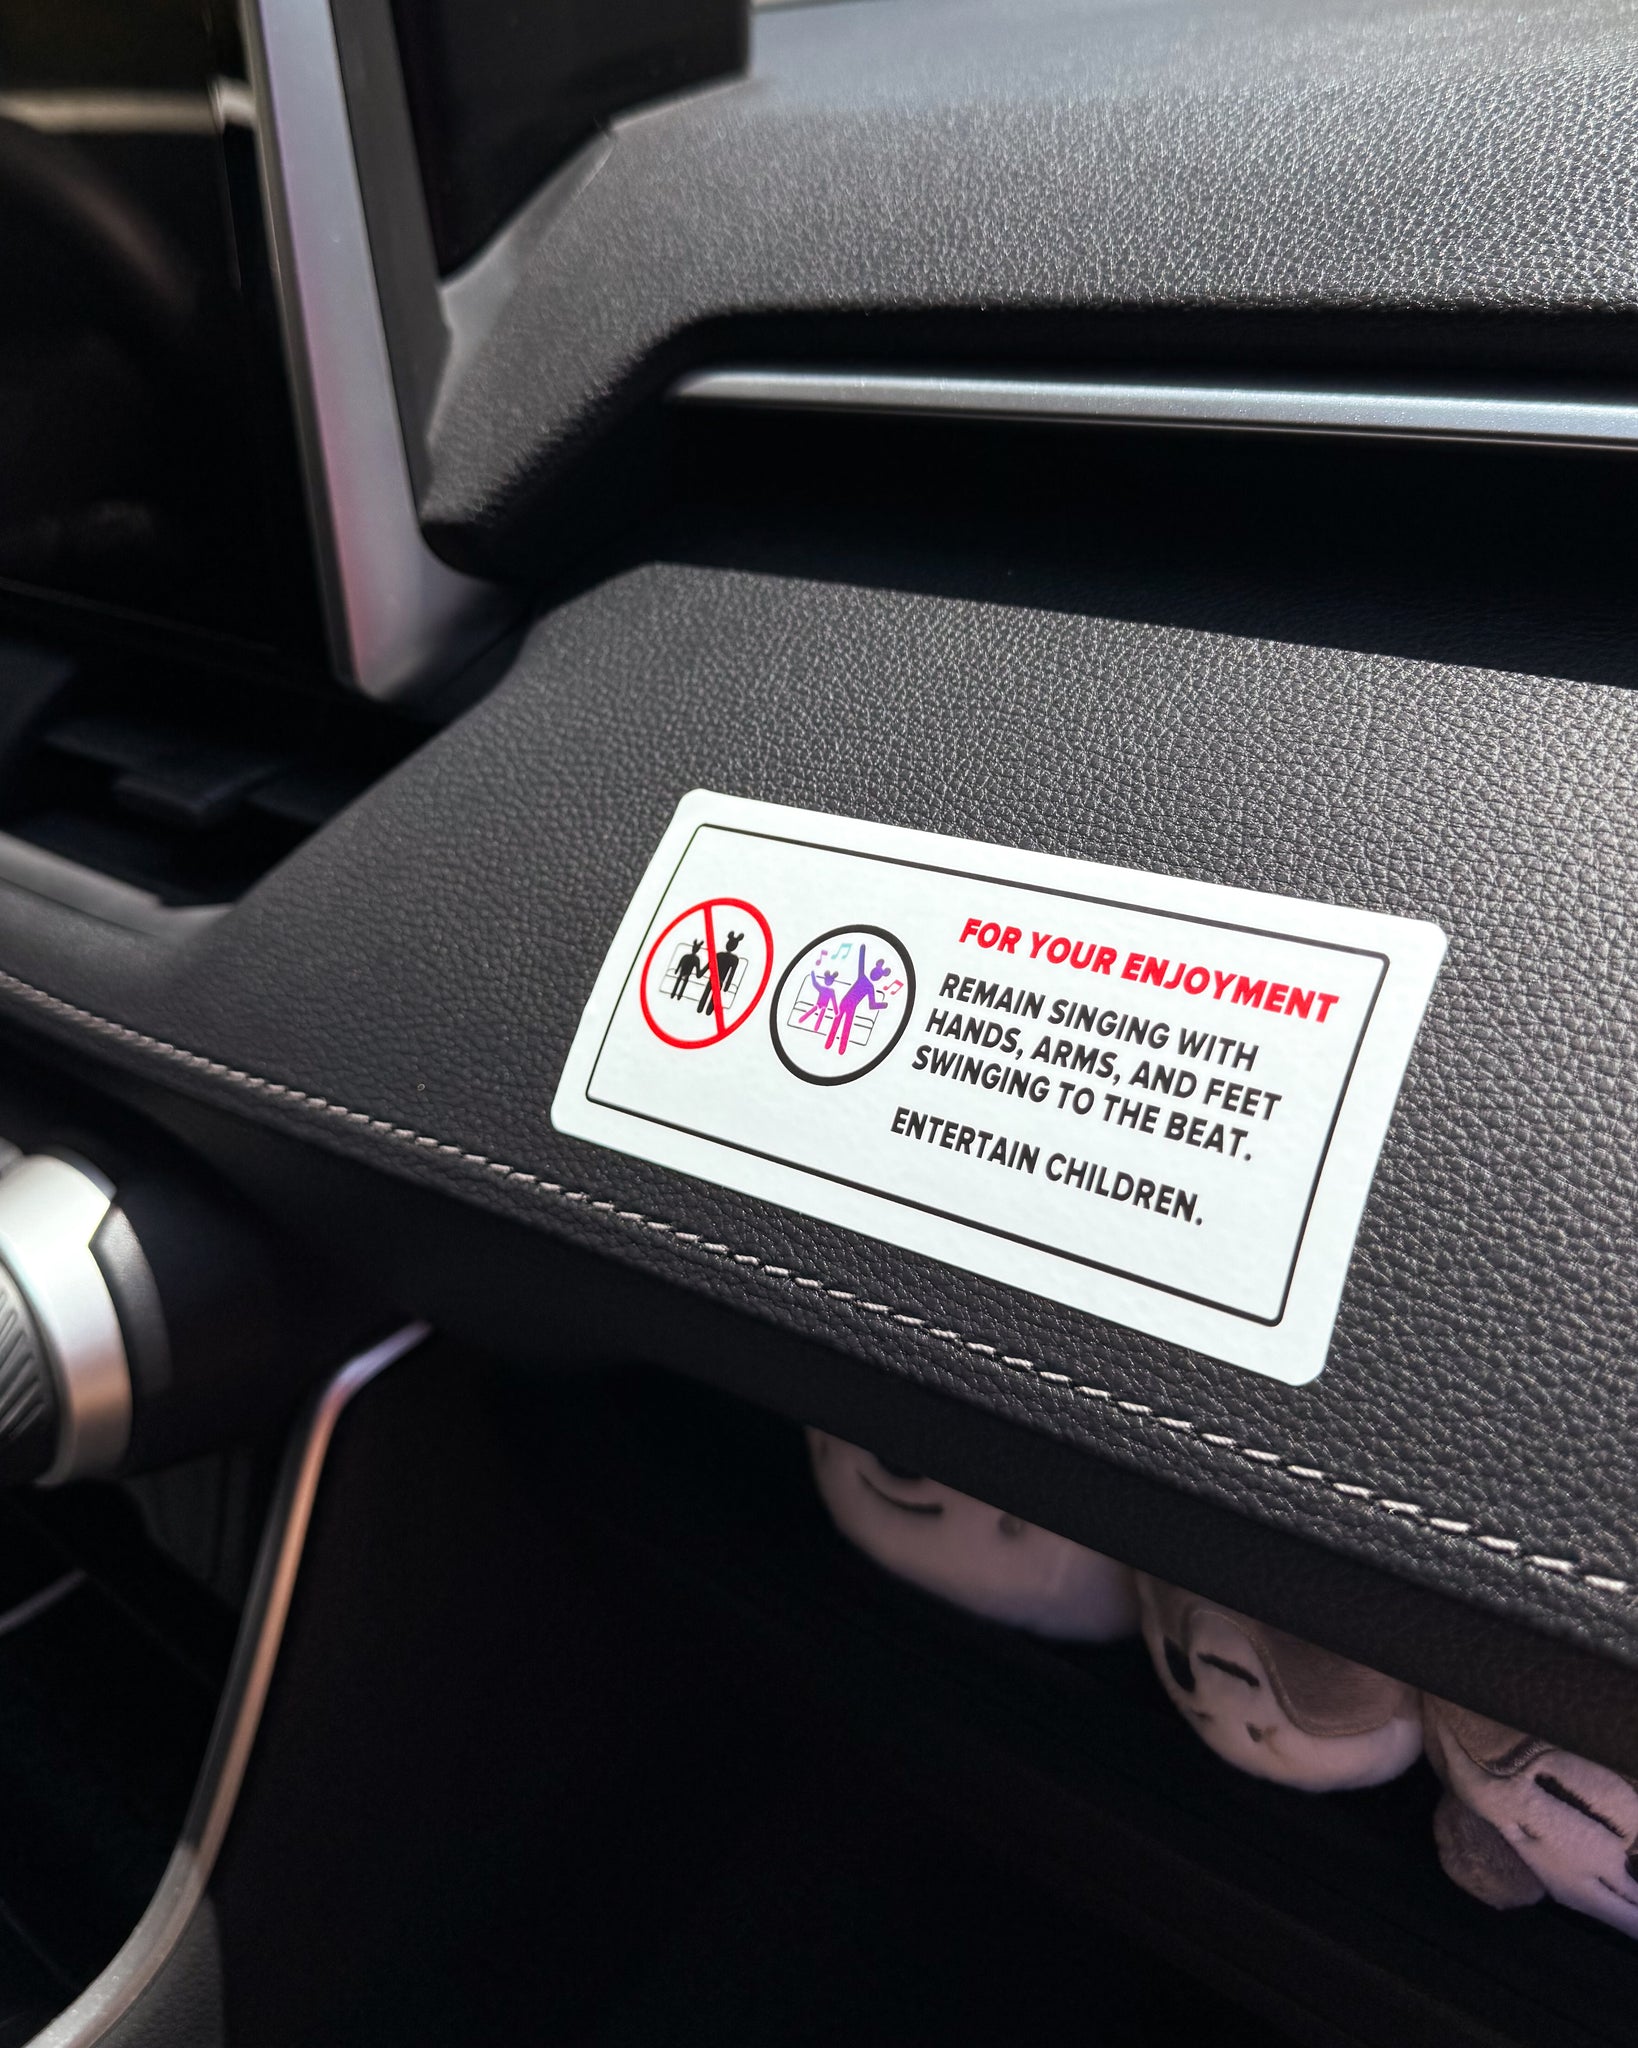 FOR YOUR ENJOYMENT
REMAIN SINGING WITH
HANDS, ARMS, AND FEET
SWINGING TO THE BEAT.
ENTERTAIN CHILDREN.